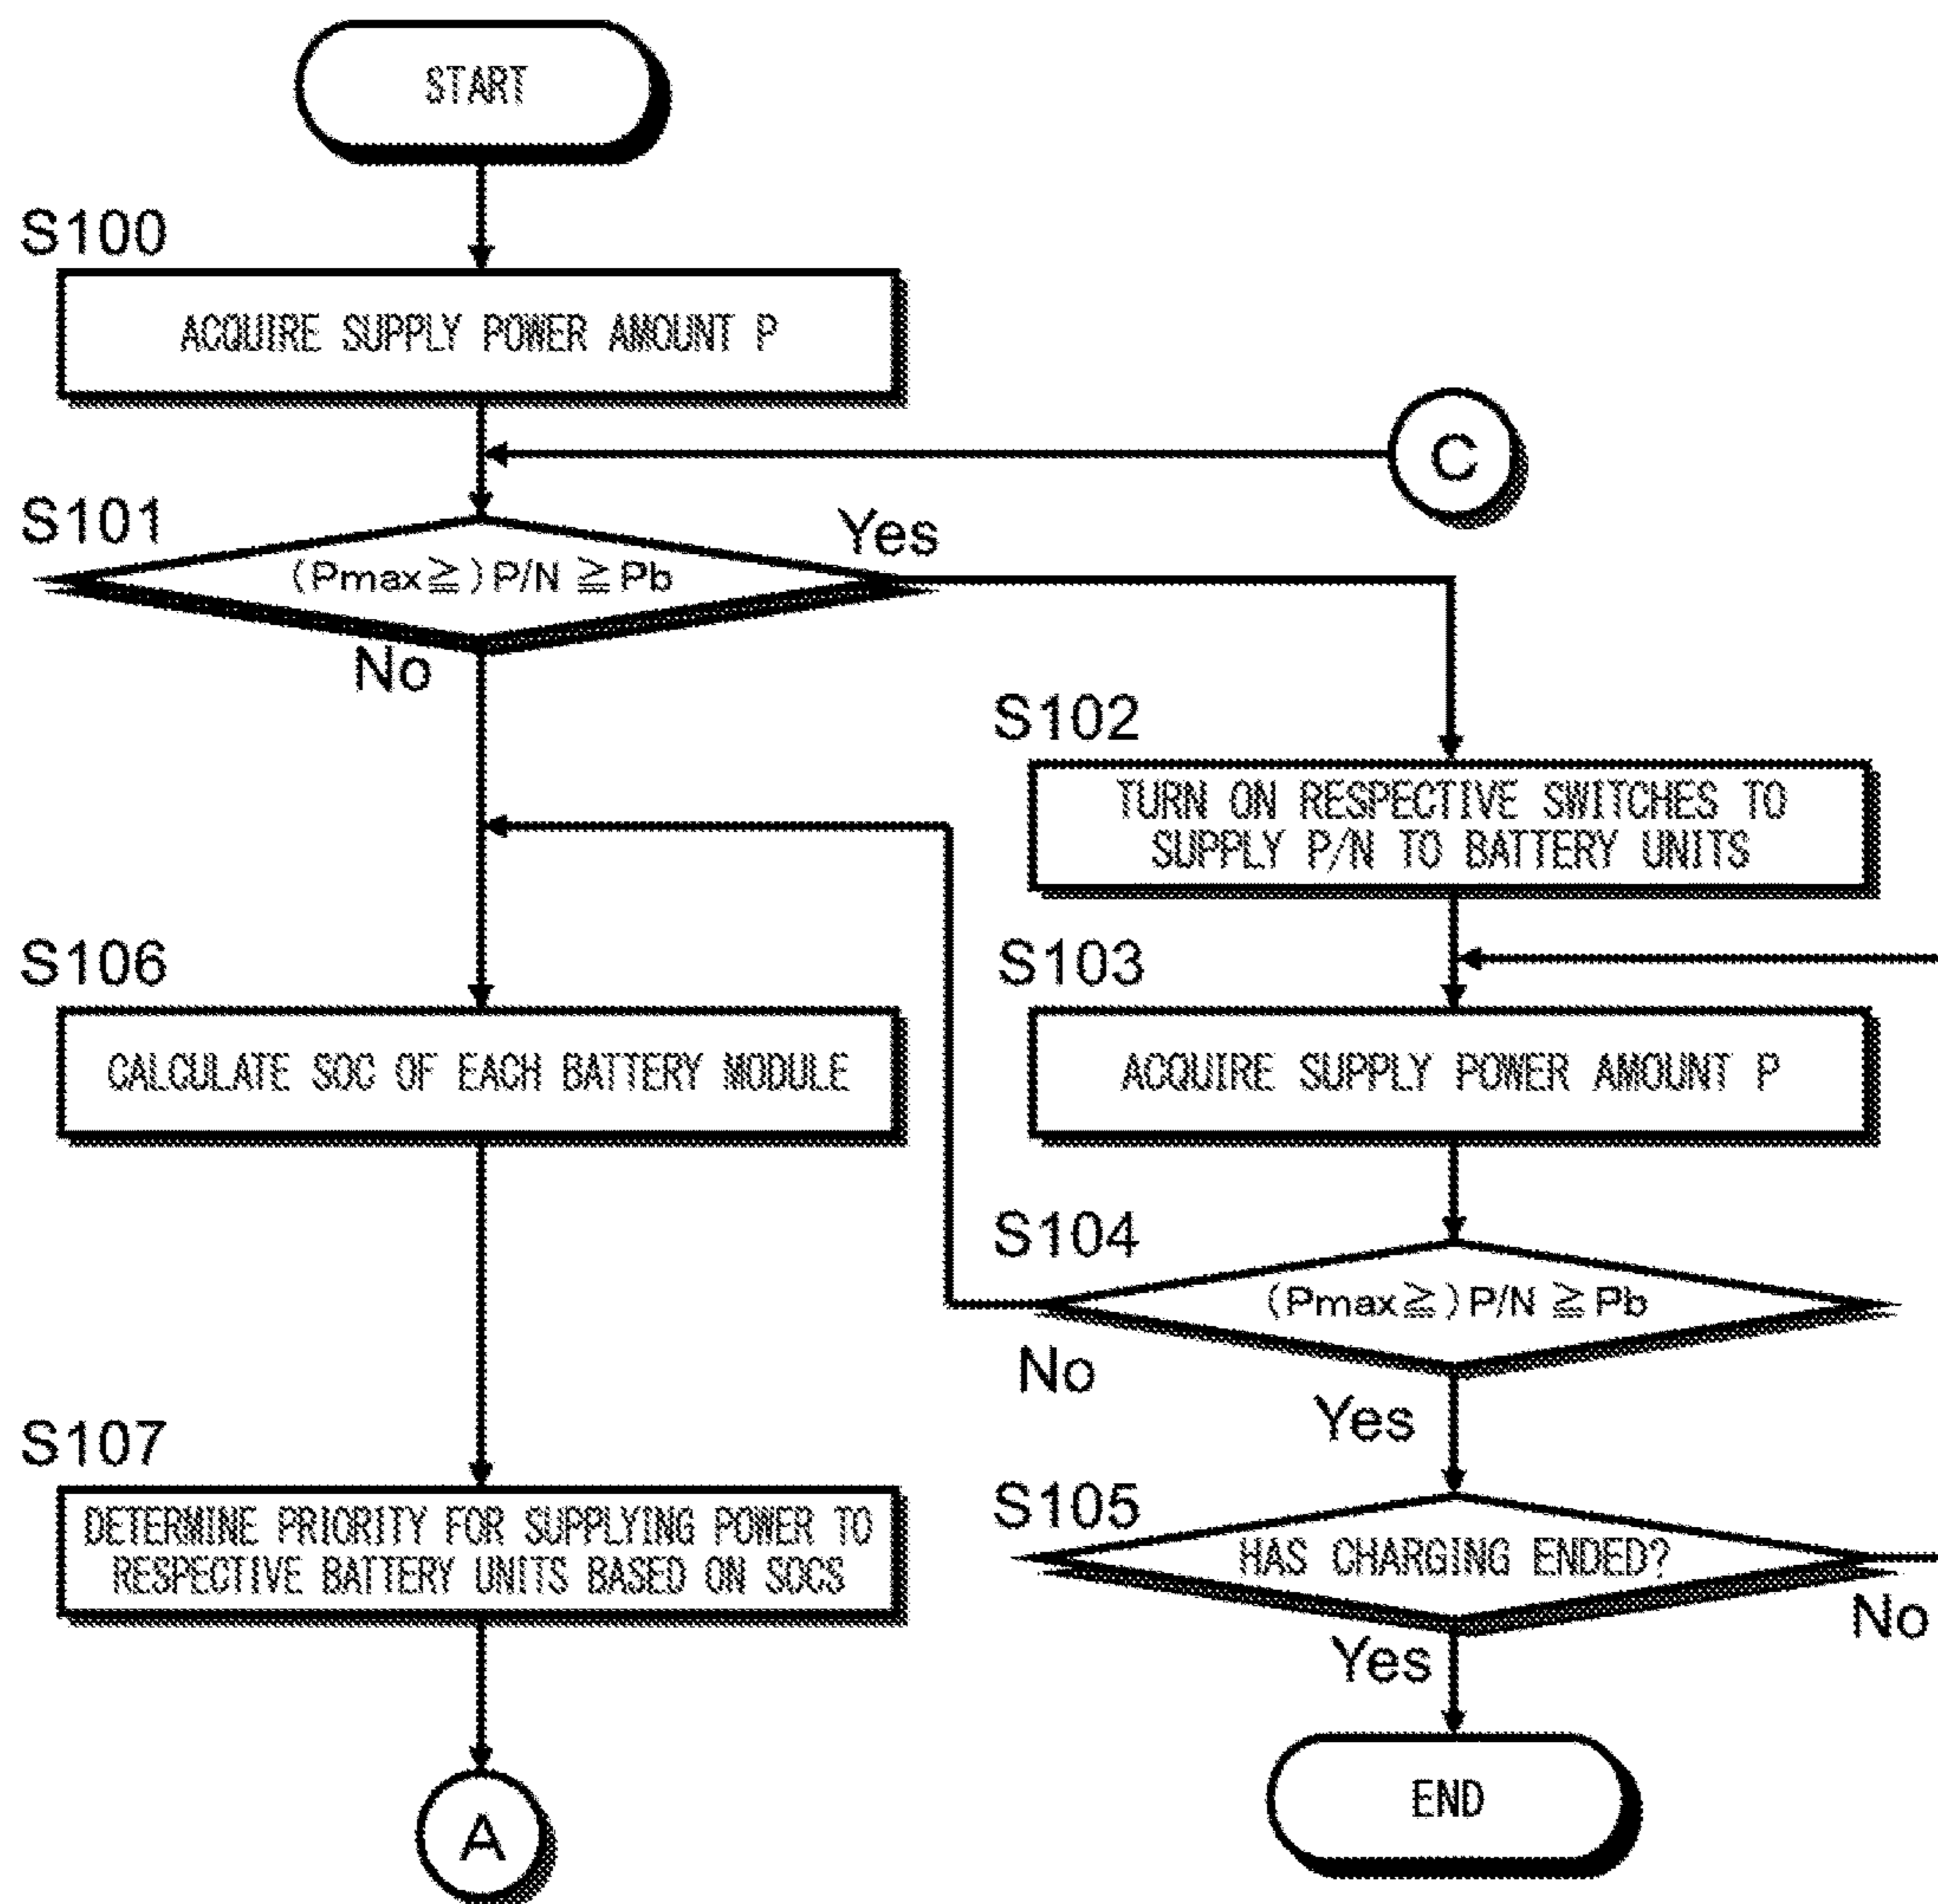 START
S100
ACQUIRE SUPPLY POWER AMOUNT P
C
S101
(Pmax≧)P/N ≧Pb
Yes
No
S102
TURN ON RESPECTIVE SWITCHES TO
SUPPLY P/N TO BATTERY UNITS
S106
CALCULATE SOC OF EACH BATTERY MODULE
S103
ACQUIRE SUPPLY POWER AMOUNT P
S104
(Pmax≧)P/N ≧Pb
No
Yes
S107
DETERMINE PRIORITY FOR SUPPLYING POWER TO
RESPECTIVE BATTERY UNITS BASED ON SOCS
S105
HAS CHARGING ENDED?
No
Yes
END
A